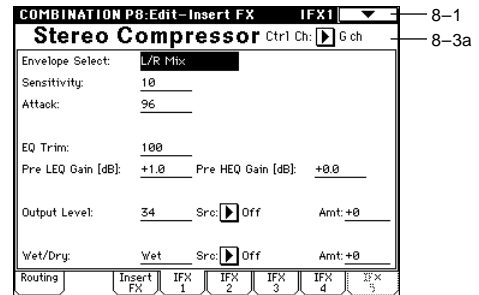 COMBINATION P8:Edit-Insert FX IFX1
8–1
Stereo Compressor Ctrl Ch: G ch
8–3a
Envelope Select: L/R Mix
Sensitivity: 10
Attack: 96
EQ Trim: 100
Pre LEQ Gain [dB]: +1.0 Pre HEQ Gain [dB]: +0.0
Output Level: 34 Src: Off Amt: +0
Wet/Dry: Wet Src: Off Amt: +0
Routing Insert FX IFX 1 IFX 2 IFX 3 IFX 4 IFX 5